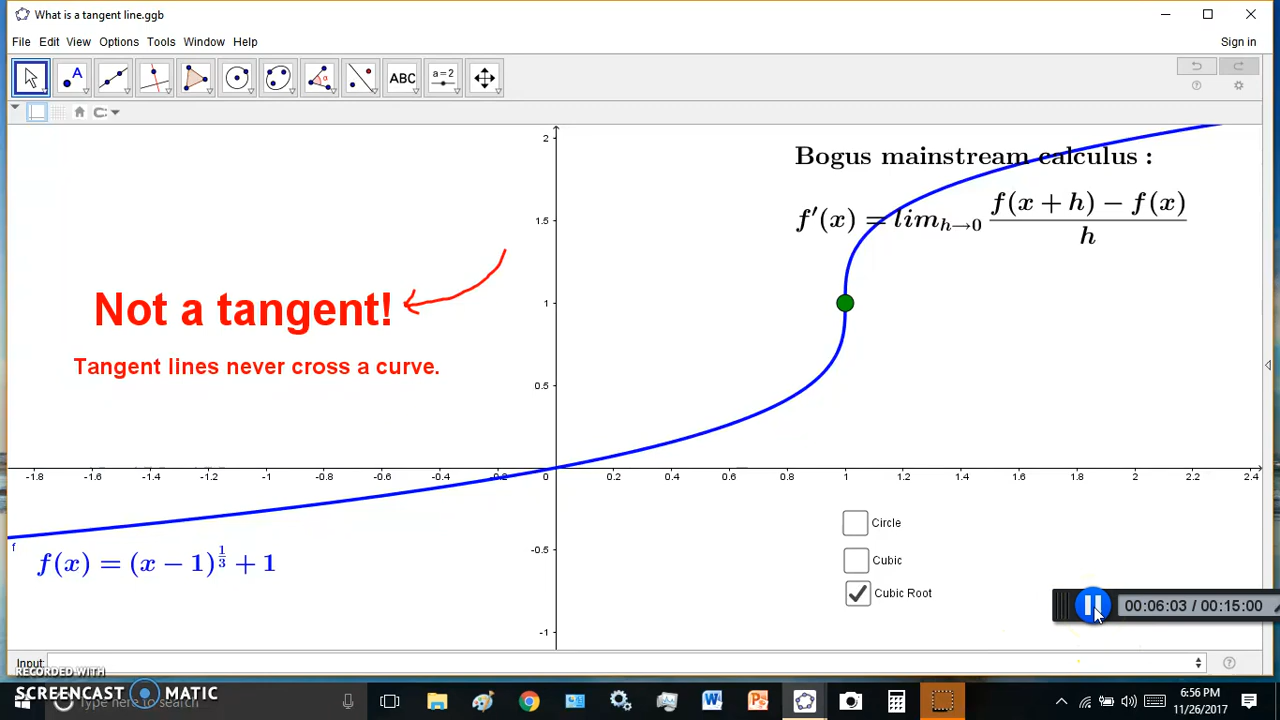 What is a tangent line.ggb
File Edit View Options Tools Window Help
Sign in
ABC
a = 2
Bogus mainstream calculus :
f′(x) = lim_{h→0} \frac{f(x + h) − f(x)}{h}
Not a tangent!
Tangent lines never cross a curve.
2
1.5
1
0.5
-1.8 -1.6 -1.4 -1.2 -1 -0.8 -0.6 -0.4 -0.2 0 0.2 0.4 0.6 0.8 1 1.2 1.4 1.6 1.8 2 2.2 2.4
-0.5
-1
f
f(x) = (x − 1)^{\frac{1}{3}} + 1
Circle
Cubic
Cubic Root
00:06:03 / 00:15:00
Input:
RECORDED WITH
SCREENCAST MATIC
6:56 PM
11/26/2017